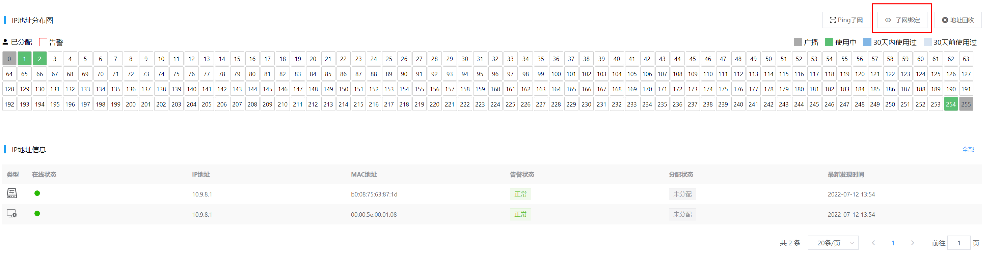 IP地址分布图 Ping子网 子网绑定 地址回收
已分配 告警 广播 使用中 30天内使用过 30天前使用过
0 1 2 3 4 5 6 7 8 9 10 11 12 13 14 15 16 17 18 19 20 21 22 23 24 25 26 27 28 29 30 31 32 33 34 35 36 37 38 39 40 41 42 43 44 45 46 47 48 49 50 51 52 53 54 55 56 57 58 59 60 61 62 63
64 65 66 67 68 69 70 71 72 73 74 75 76 77 78 79 80 81 82 83 84 85 86 87 88 89 90 91 92 93 94 95 96 97 98 99 100 101 102 103 104 105 106 107 108 109 110 111 112 113 114 115 116 117 118 119 120 121 122 123 124 125 126 127
128 129 130 131 132 133 134 135 136 137 138 139 140 141 142 143 144 145 146 147 148 149 150 151 152 153 154 155 156 157 158 159 160 161 162 163 164 165 166 167 168 169 170 171 172 173 174 175 176 177 178 179 180 181 182 183 184 185 186 187 188 189 190 191
192 193 194 195 196 197 198 199 200 201 202 203 204 205 206 207 208 209 210 211 212 213 214 215 216 217 218 219 220 221 222 223 224 225 226 227 228 229 230 231 232 233 234 235 236 237 238 239 240 241 242 243 244 245 246 247 248 249 250 251 252 253 254 255
IP地址信息 全部
类型 在线状态 IP地址 MAC地址 告警状态 分配状态 最新发现时间
10.9.8.1 b0:08:75:63:87:1d 正常 未分配 2022-07-12 13:54
10.9.8.1 00:00:5e:00:01:08 正常 未分配 2022-07-12 13:54
共 2 条 20条/页 1 前往 1 页